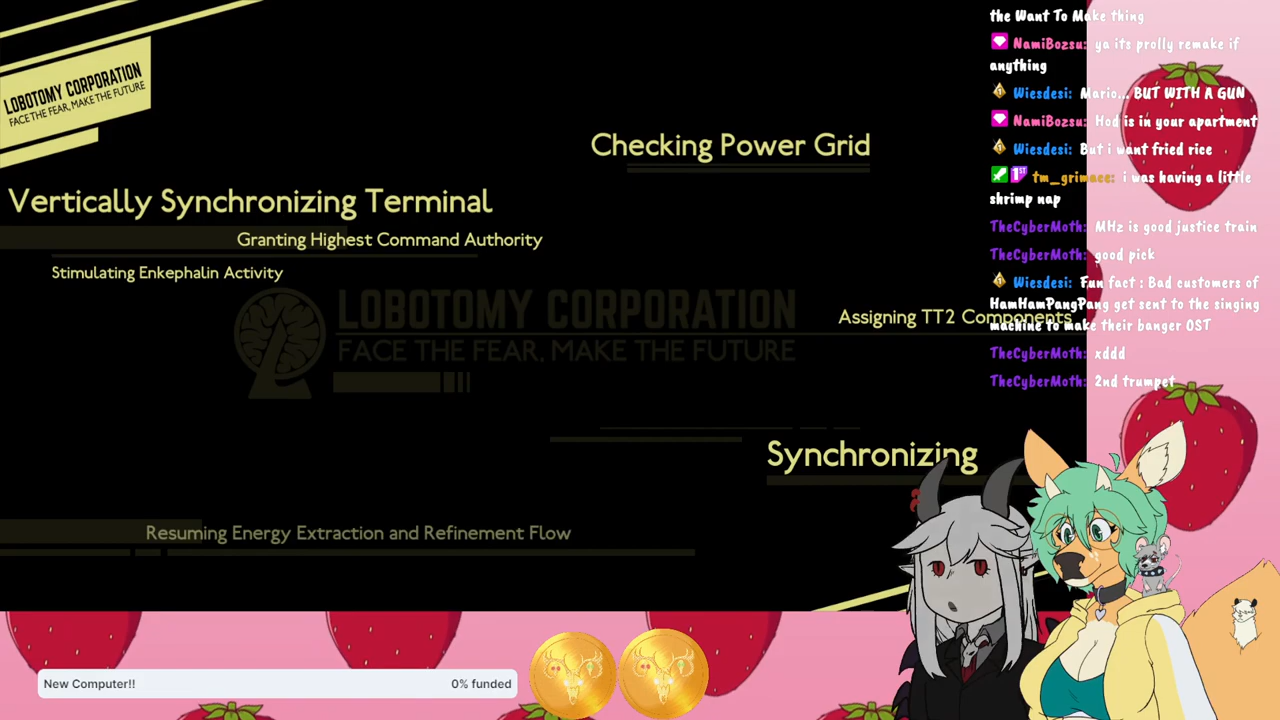 LOBOTOMY CORPORATION
FACE THE FEAR, MAKE THE FUTURE
Checking Power Grid
Vertically Synchronizing Terminal
Granting Highest Command Authority
Stimulating Enkephalin Activity
LOBOTOMY CORPORATION
FACE THE FEAR, MAKE THE FUTURE
Assigning TT2 Components
Synchronizing
Resuming Energy Extraction and Refinement Flow
the Want To Make thing
NamiBozsu: ya its prolly remake if
anything
Wiesdesi: Mario... BUT WITH A GUN
NamiBozsu: Hod is in your apartment
Wiesdesi: But i want fried rice
1ST tm_grimace: i was having a little
shrimp nap
TheCyberMoth: MHz is good justice train
TheCyberMoth: good pick
Wiesdesi: Fun fact : Bad customers of
HamHamPangPang get sent to the singing
machine to make their banger OST
TheCyberMoth: xddd
TheCyberMoth: 2nd trumpet
New Computer!! 0% funded